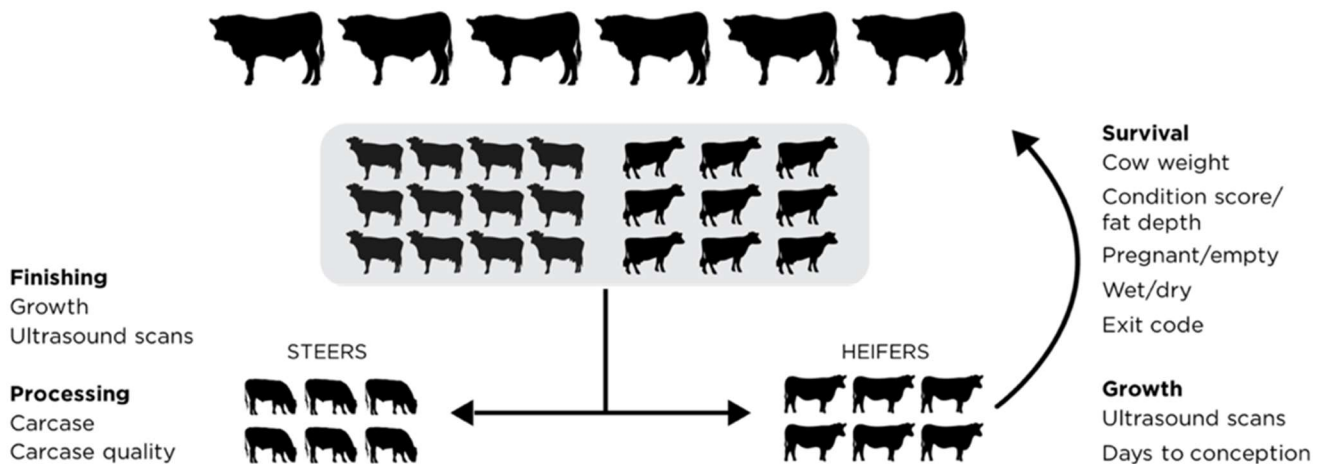 Finishing
Growth
Ultrasound scans
Processing
Carcase
Carcase quality
STEERS
HEIFERS
Survival
Cow weight
Condition score/
fat depth
Pregnant/empty
Wet/dry
Exit code
Growth
Ultrasound scans
Days to conception